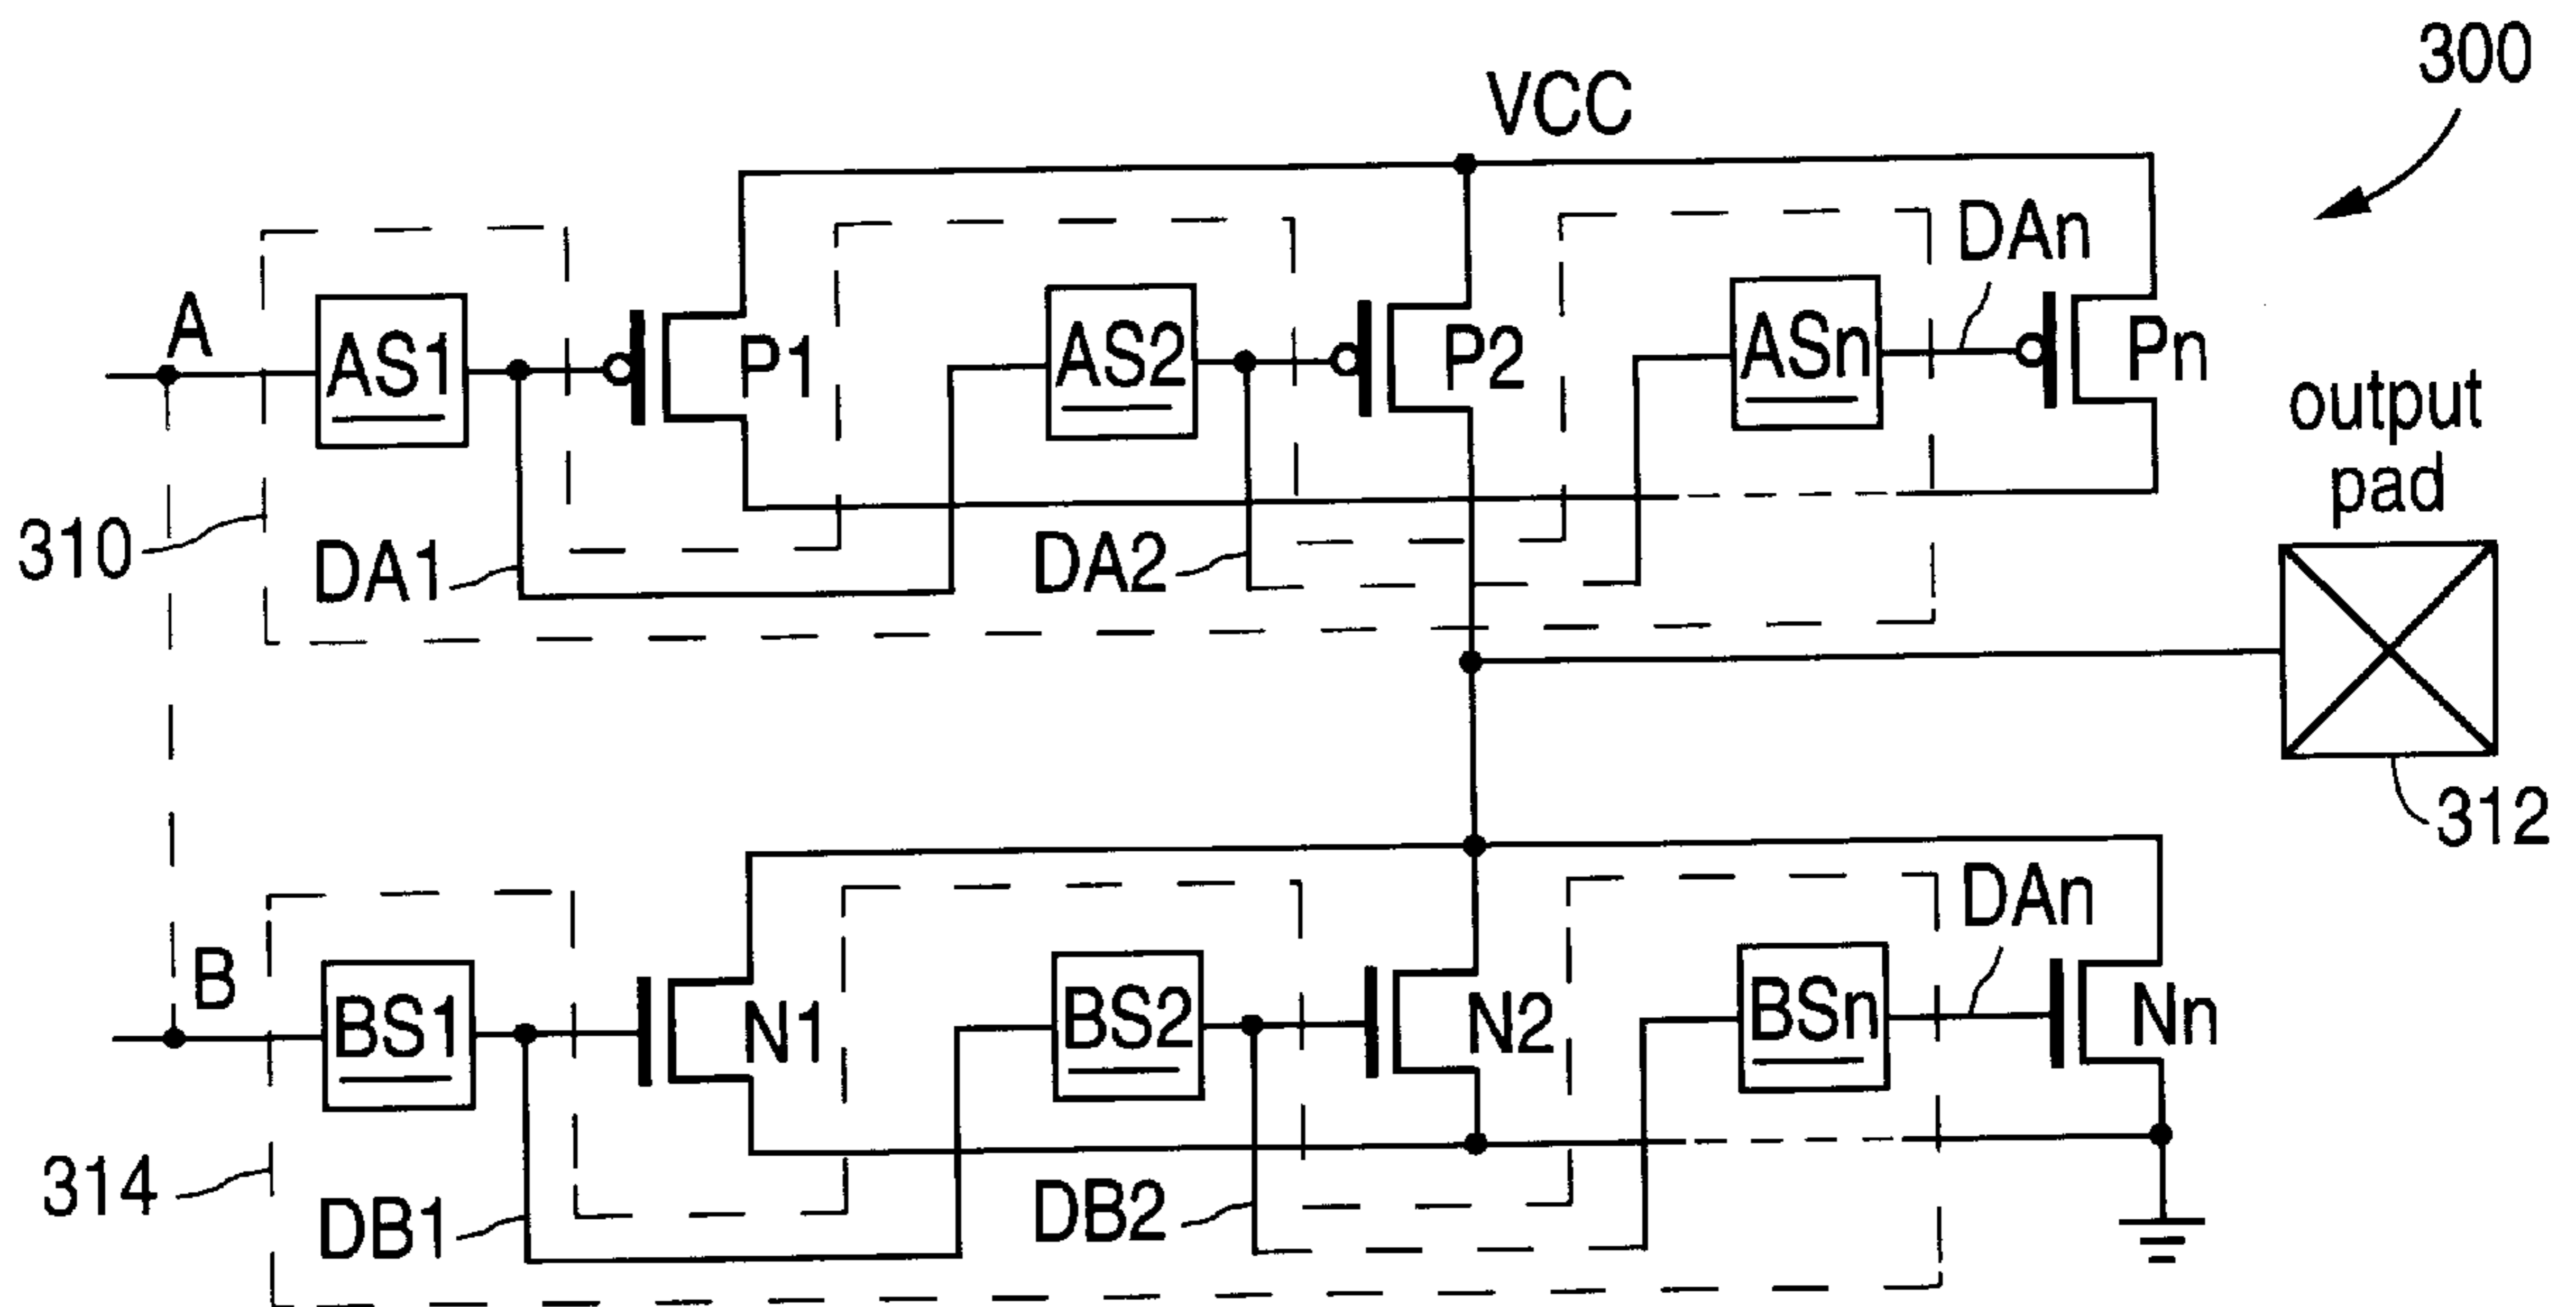 300
VCC
DAn
A
AS1
P1
AS2
P2
ASn
Pn
output
pad
310
DA1
DA2
312
DAn
B
BS1
N1
BS2
N2
BSn
Nn
314
DB1
DB2